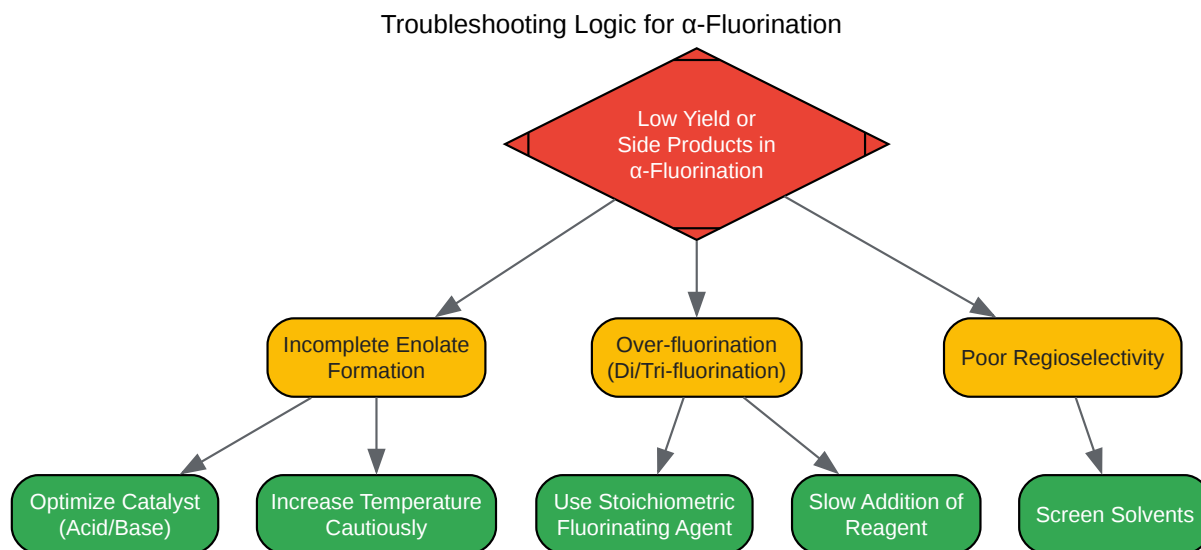 Troubleshooting Logic for α-Fluorination
Low Yield or
Side Products in
α-Fluorination
Incomplete Enolate
Formation
Over-fluorination
(Di/Tri-fluorination)
Poor Regioselectivity
Optimize Catalyst
(Acid/Base)
Increase Temperature
Cautiously
Use Stoichiometric
Fluorinating Agent
Slow Addition of
Reagent
Screen Solvents